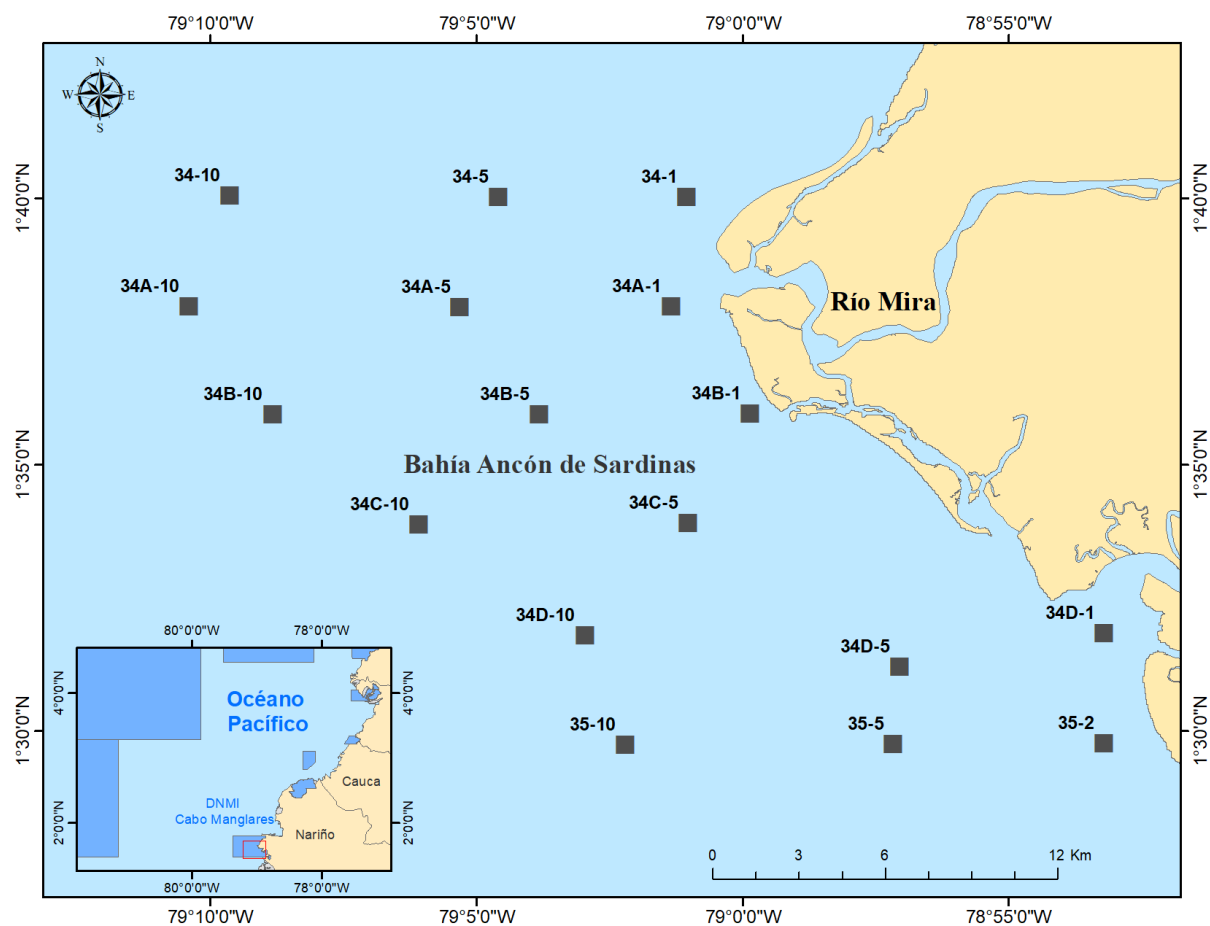 79°10'0"W 79°5'0"W 79°0'0"W 78°55'0"W
N
W E
S
1°40'0"N 1°40'0"N
34-10 34-5 34-1
34A-10 34A-5 34A-1
Río Mira
34B-10 34B-5 34B-1
1°35'0"N 1°35'0"N
Bahía Ancón de Sardinas
34C-10 34C-5
34D-10 34D-1
34D-5
35-10 35-5 35-2
1°30'0"N 1°30'0"N
80°0'0"W 78°0'0"W
4°0'0"N 4°0'0"N
Océano
Pacífico
Cauca
DNMI
Cabo Manglares
Nariño
2°0'0"N 2°0'0"N
80°0'0"W 78°0'0"W
0 3 6 12 Km
79°10'0"W 79°5'0"W 79°0'0"W 78°55'0"W